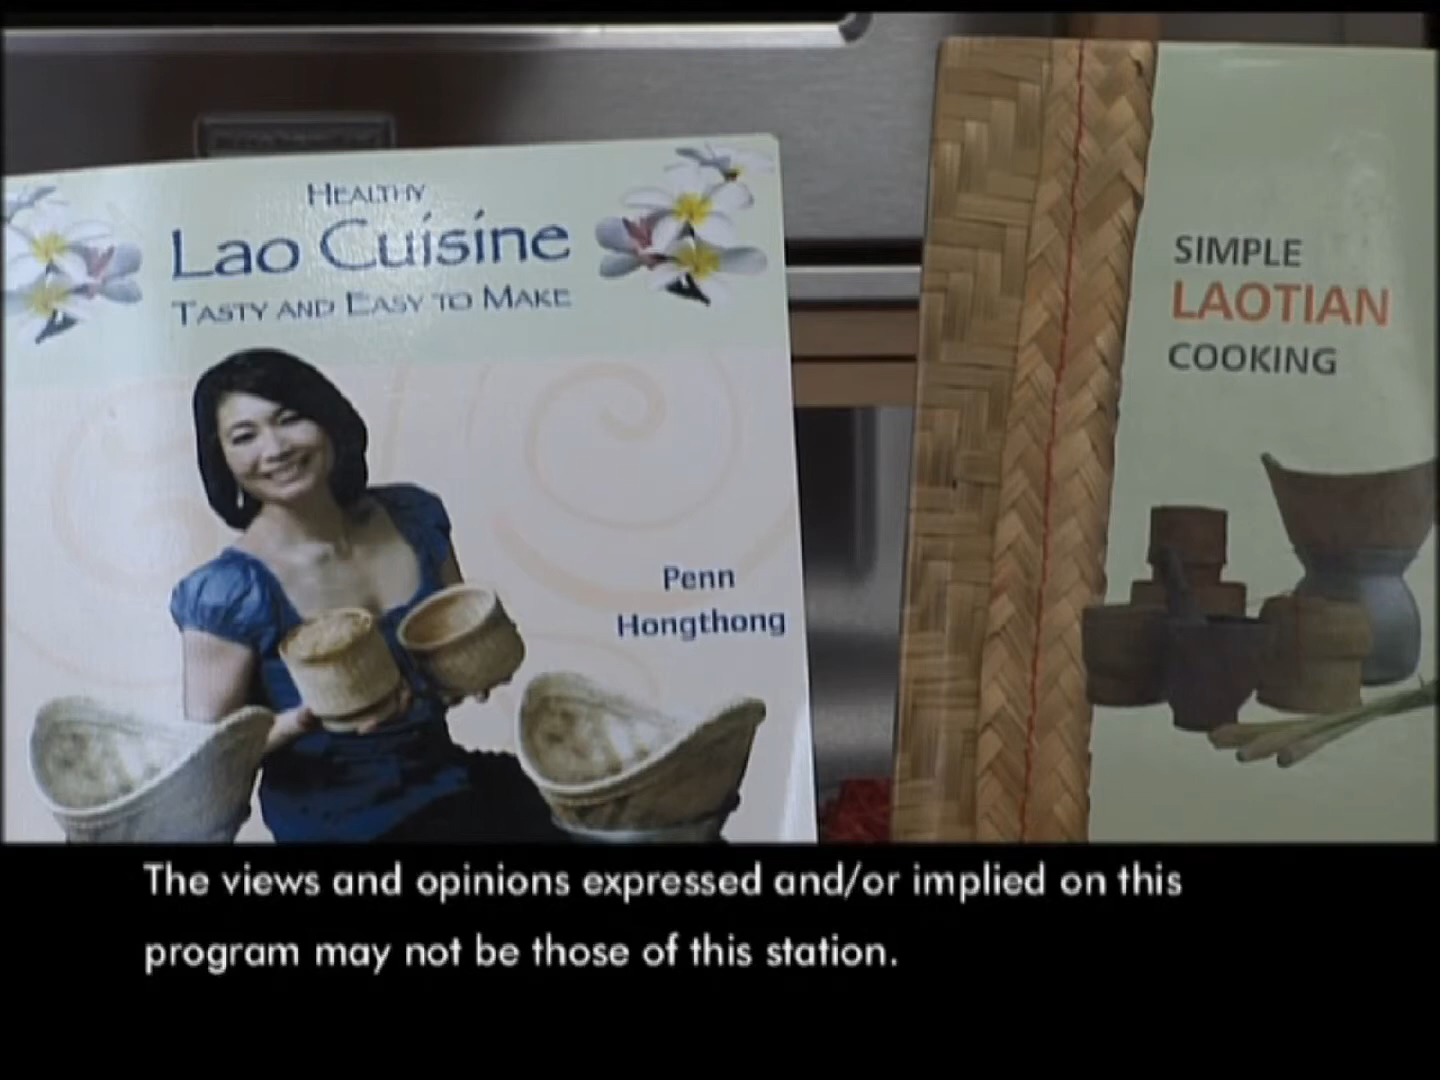 HEALTHY
Lao Cuisine
TASTY AND EASY TO MAKE
Penn
Hongthong
SIMPLE
LAOTIAN
COOKING
The views and opinions expressed and/or implied on this
program may not be those of this station.